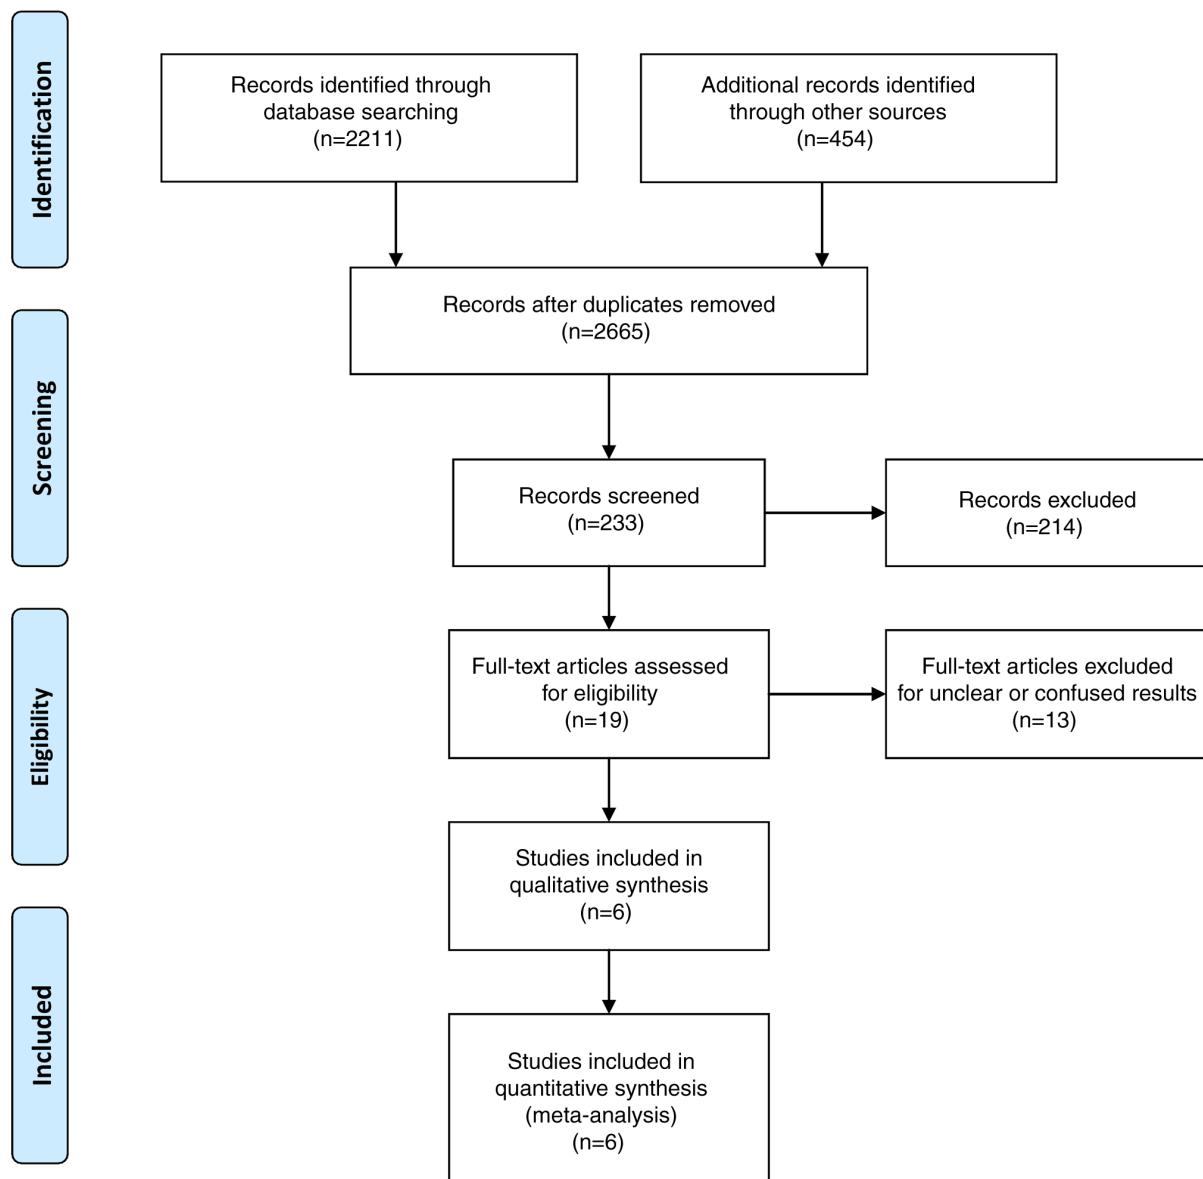 Identification
Records identified through
database searching
(n=2211)
Additional records identified
through other sources
(n=454)
Records after duplicates removed
(n=2665)
Screening
Records screened
(n=233)
Records excluded
(n=214)
Eligibility
Full-text articles assessed
for eligibility
(n=19)
Full-text articles excluded
for unclear or confused results
(n=13)
Studies included in
qualitative synthesis
(n=6)
Included
Studies included in
quantitative synthesis
(meta-analysis)
(n=6)